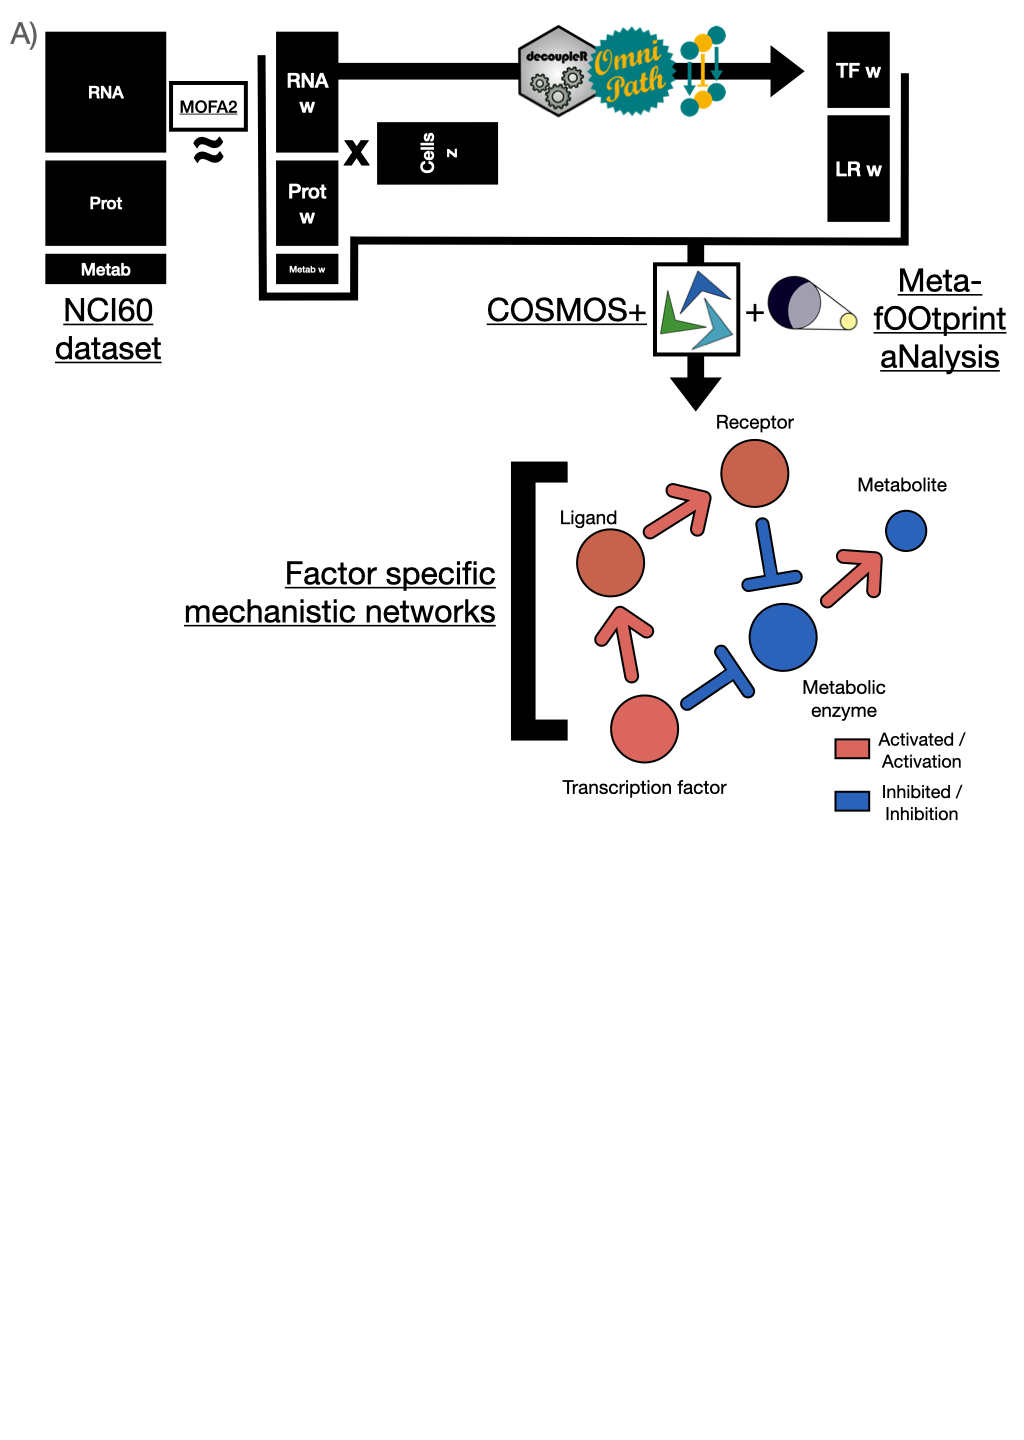 A)
RNA
Prot
Metab
NCI60
dataset
MOFA2
≈
RNA
w
Prot
w
Metab w
x
Cells
z
decoupleR
Omni
Path
TF w
LR w
COSMOS+
+
Meta-
fOOtprint
aNalysis
Factor specific
mechanistic networks
Receptor
Metabolite
Ligand
Metabolic
enzyme
Transcription factor
Activated /
Activation
Inhibited /
Inhibition